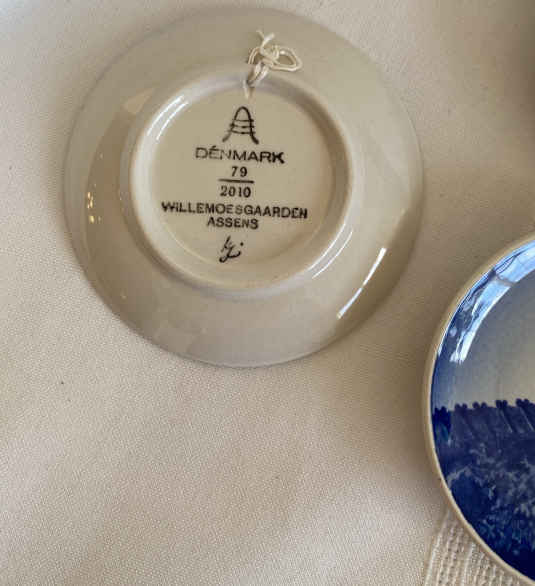 DENMARK
79
2010
WILLEMOESGAARDEN
ASSENS